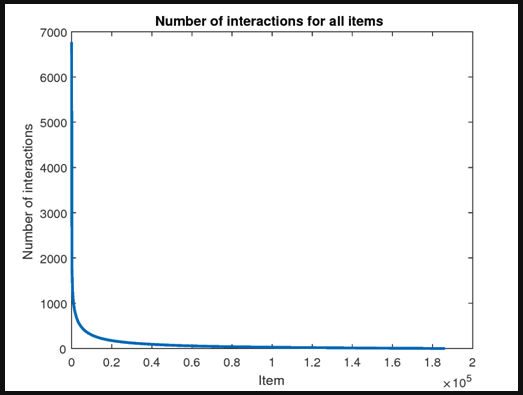 Number of interactions for all items
7000
6000
5000
4000
3000
2000
1000
0
Number of interactions
0 0.2 0.4 0.6 0.8 1 1.2 1.4 1.6 1.8 2
Item
×10⁵